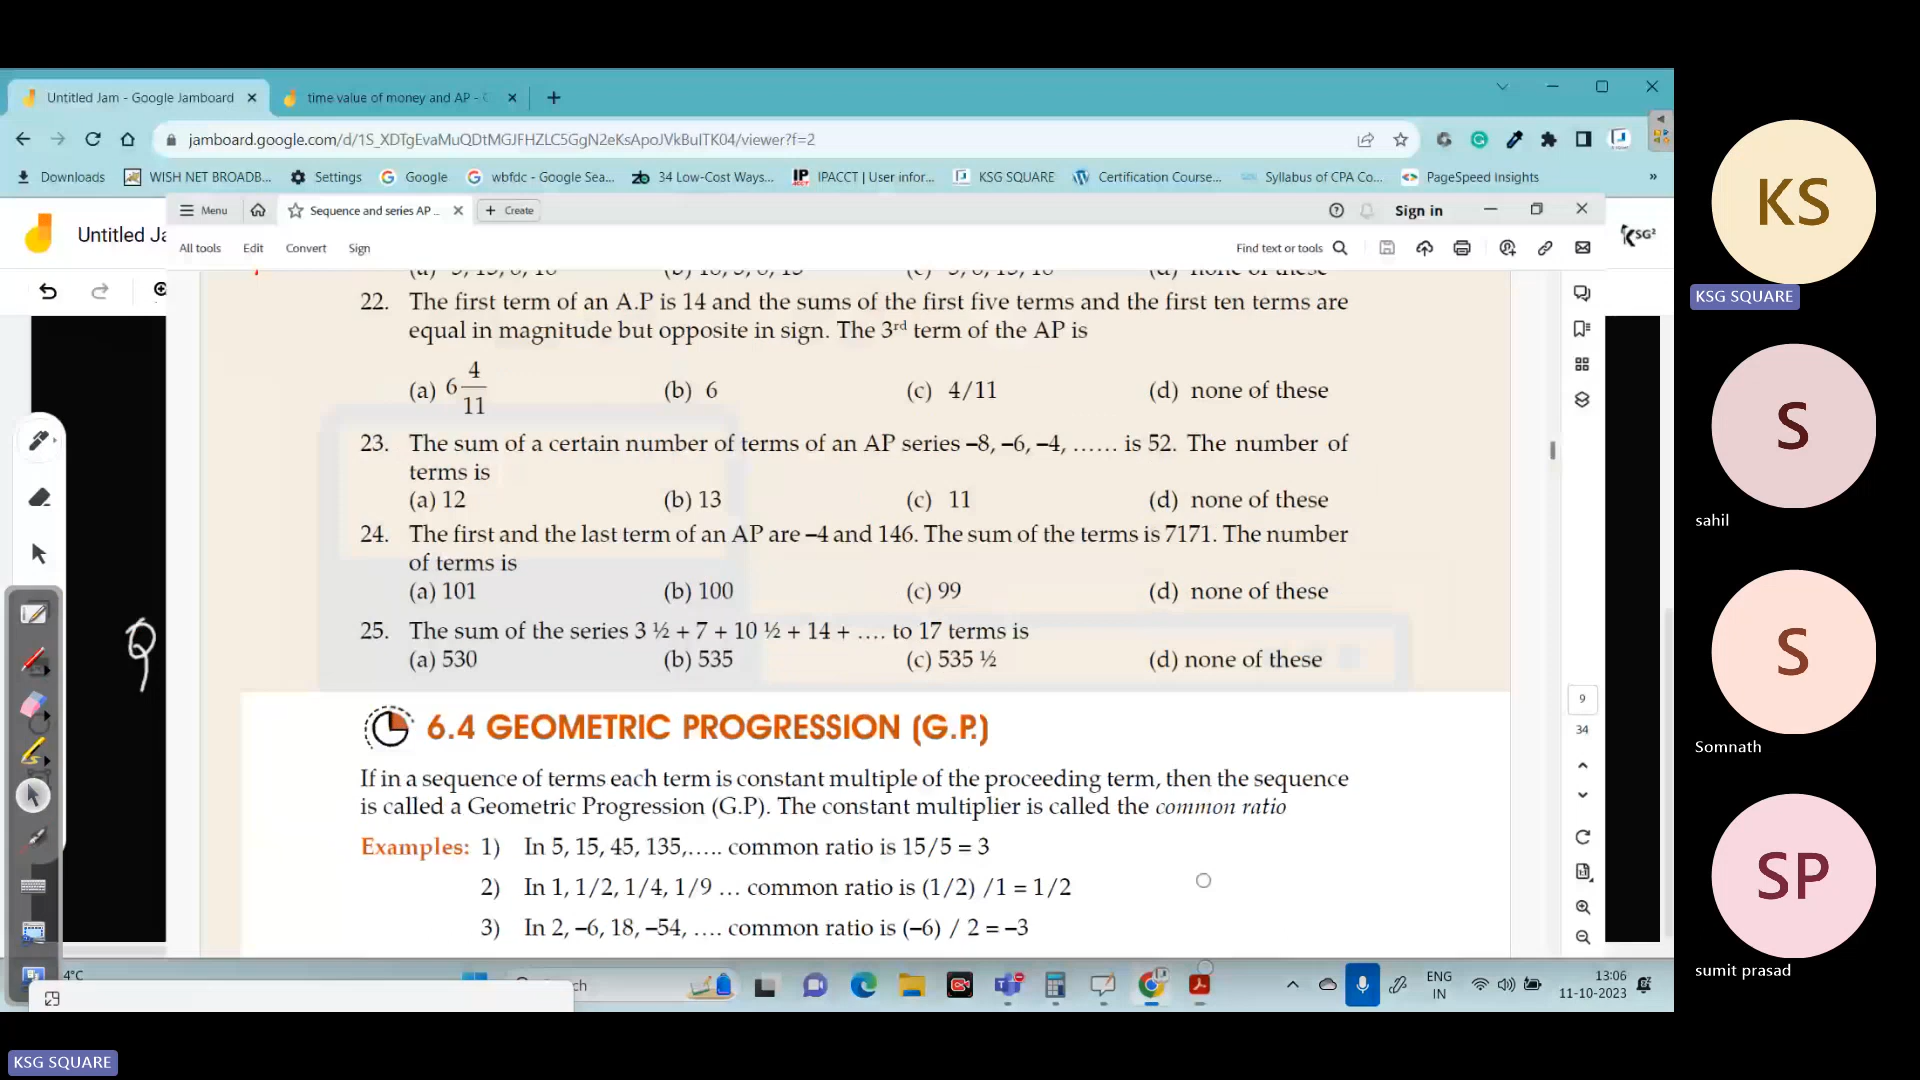 Untitled Jam - Google Jamboard
time value of money and AP -
jamboard.google.com/d/1S_XDTgEvaMuQDtMGJFHZLC5GgN2eKsApoJVkBuITK04/viewer?f=2
Downloads WISH NET BROADB... Settings Google wbfdc - Google Sea... 34 Low-Cost Ways... IPACCT | User infor... KSG SQUARE Certification Course... Syllabus of CPA Co... PageSpeed Insights »
Untitled Ja
Menu Sequence and series AP ... Create Sign in
KSG²
All tools Edit Convert Sign Find text or tools
22. The first term of an A.P is 14 and the sums of the first five terms and the first ten terms are
equal in magnitude but opposite in sign. The 3rd term of the AP is
(a) 6 4/11 (b) 6 (c) 4/11 (d) none of these
23. The sum of a certain number of terms of an AP series –8, –6, –4, …… is 52. The number of
terms is
(a) 12 (b) 13 (c) 11 (d) none of these
24. The first and the last term of an AP are –4 and 146. The sum of the terms is 7171. The number
of terms is
(a) 101 (b) 100 (c) 99 (d) none of these
25. The sum of the series 3 ½ + 7 + 10 ½ + 14 + .... to 17 terms is
(a) 530 (b) 535 (c) 535 ½ (d) none of these
6.4 GEOMETRIC PROGRESSION (G.P.)
If in a sequence of terms each term is constant multiple of the proceeding term, then the sequence
is called a Geometric Progression (G.P). The constant multiplier is called the common ratio
Examples: 1) In 5, 15, 45, 135,..... common ratio is 15/5 = 3
2) In 1, 1/2, 1/4, 1/9 ... common ratio is (1/2) /1 = 1/2
3) In 2, –6, 18, –54, .... common ratio is (–6) / 2 = –3
9
34
4°C
ENG
IN
13:06
11-10-2023
KS
KSG SQUARE
S
sahil
S
Somnath
SP
sumit prasad
KSG SQUARE